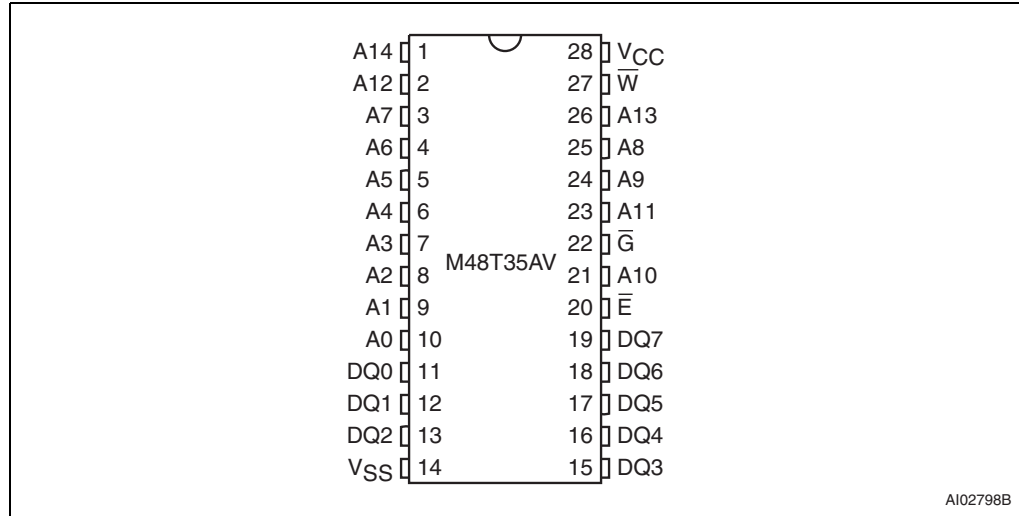 A14 1 28 VCC
A12 2 27 W̅
A7 3 26 A13
A6 4 25 A8
A5 5 24 A9
A4 6 23 A11
A3 7 22 G̅
M48T35AV
A2 8 21 A10
A1 9 20 E̅
A0 10 19 DQ7
DQ0 11 18 DQ6
DQ1 12 17 DQ5
DQ2 13 16 DQ4
VSS 14 15 DQ3
AI02798B